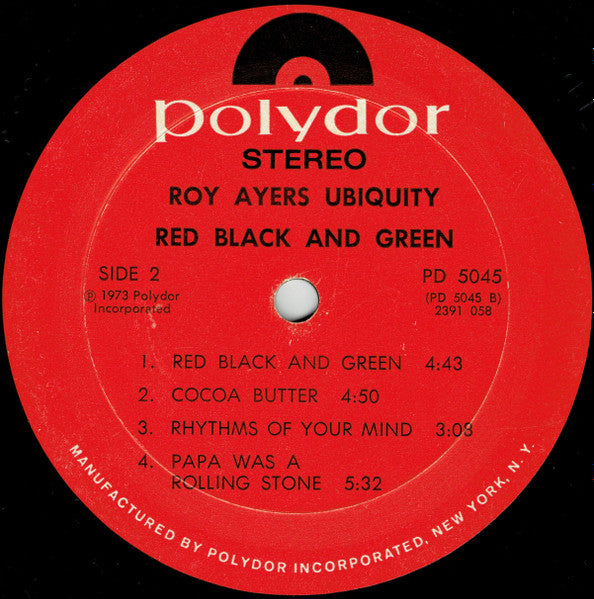 polydor
STEREO
ROY AYERS UBIQUITY
RED BLACK AND GREEN
SIDE 2
PD 5045
℗ 1973 Polydor
Incorporated
(PD 5045 B)
2391 058
1. RED BLACK AND GREEN 4:43
2. COCOA BUTTER 4:50
3. RHYTHMS OF YOUR MIND 3:08
4. PAPA WAS A
ROLLING STONE 5:32
MANUFACTURED BY POLYDOR INCORPORATED, NEW YORK, N. Y.